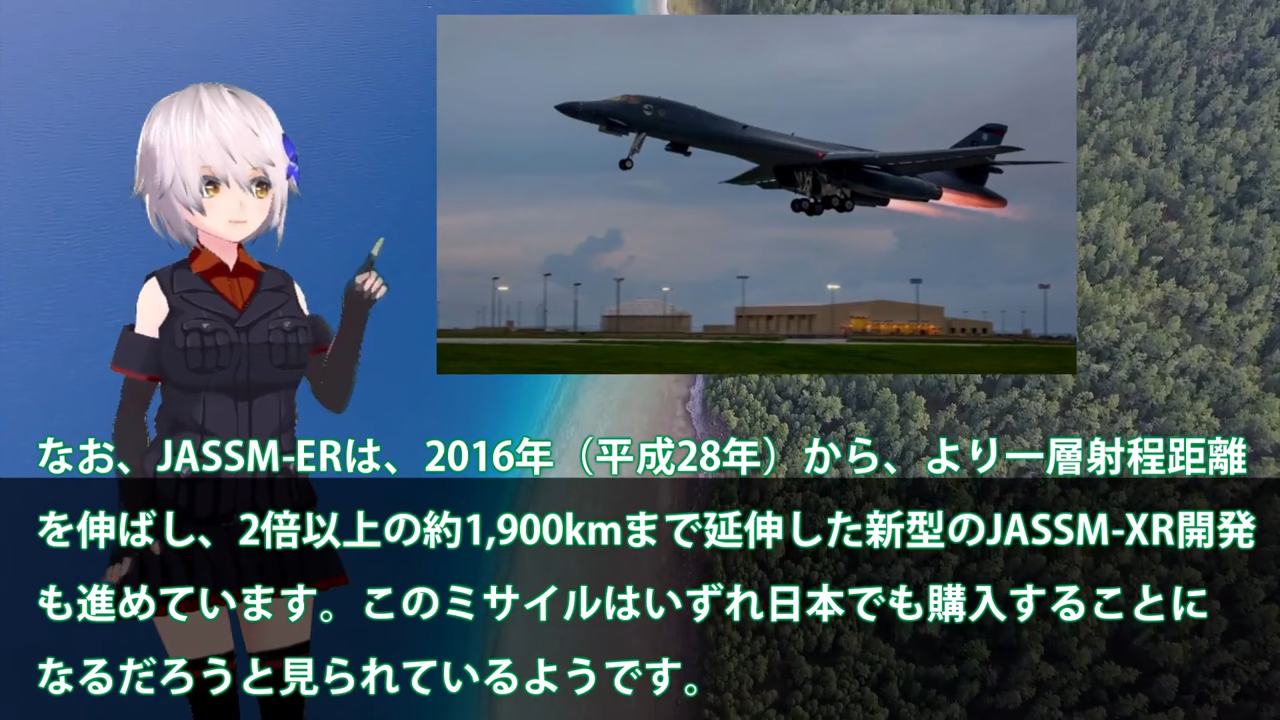 なお、JASSM-ERは、2016年（平成28年）から、より一層射程距離
を伸ばし、2倍以上の約1,900kmまで延伸した新型のJASSM-XR開発
も進めています。このミサイルはいずれ日本でも購入することに
なるだろうと見られているようです。